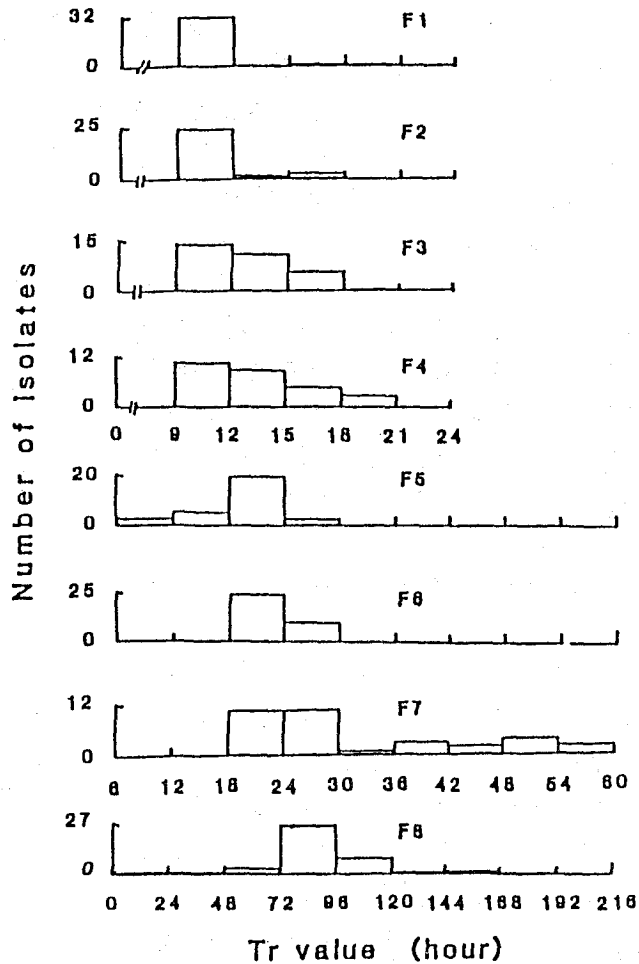 32 F1
0
25 F2
0
15 F3
0
12 F4
0
0 9 12 15 18 21 24
20 F5
0
25 F6
0
12 F7
0
6 12 18 24 30 36 42 48 54 60
27 F8
0
0 24 48 72 96 120 144 168 192 216
Number of Isolates
Tr value (hour)